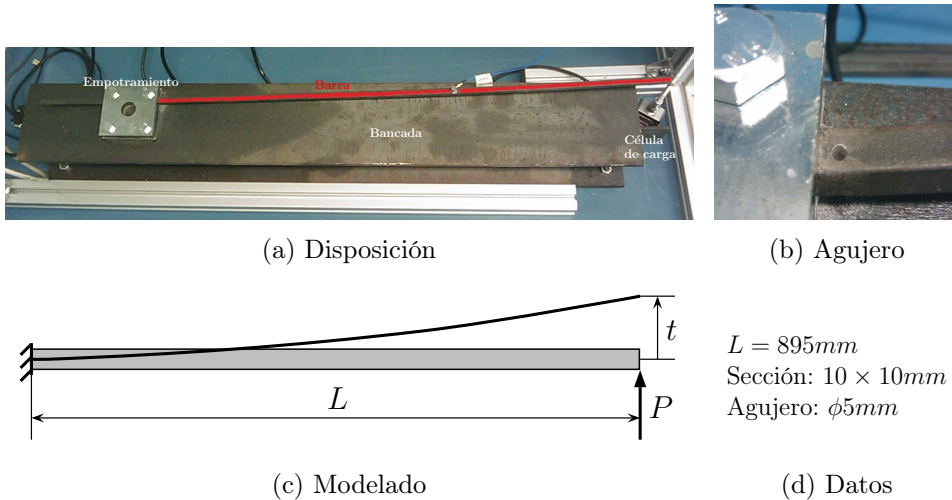 Empotramiento
Barra
Bancada
Célula
de carga
(a) Disposición
(b) Agujero
t
L
P
(c) Modelado
L = 895mm
Sección: 10 × 10mm
Agujero: ϕ5mm
(d) Datos